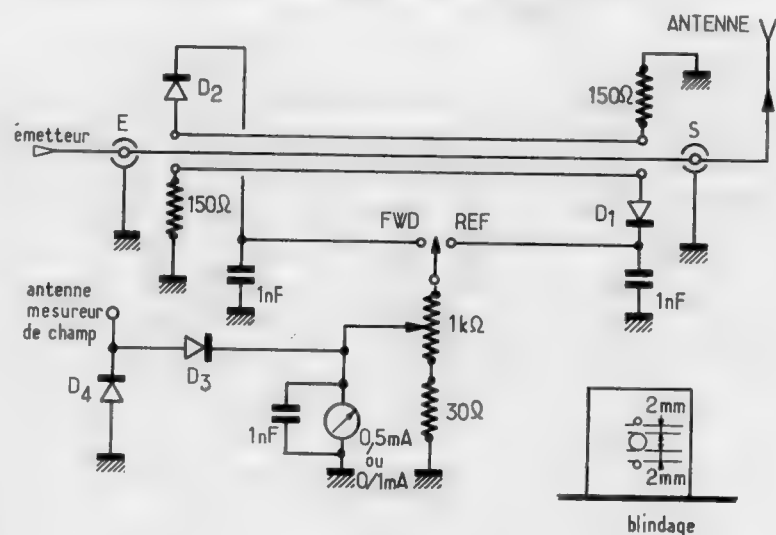 ANTENNE
D2
150Ω
émetteur
E
S
150Ω
FWD
REF
D1
antenne
mesureur
de champ
1nF
1kΩ
1nF
D4
D3
1nF
0,5mA
ou
0/1mA
30Ω
2mm
2mm
blindage